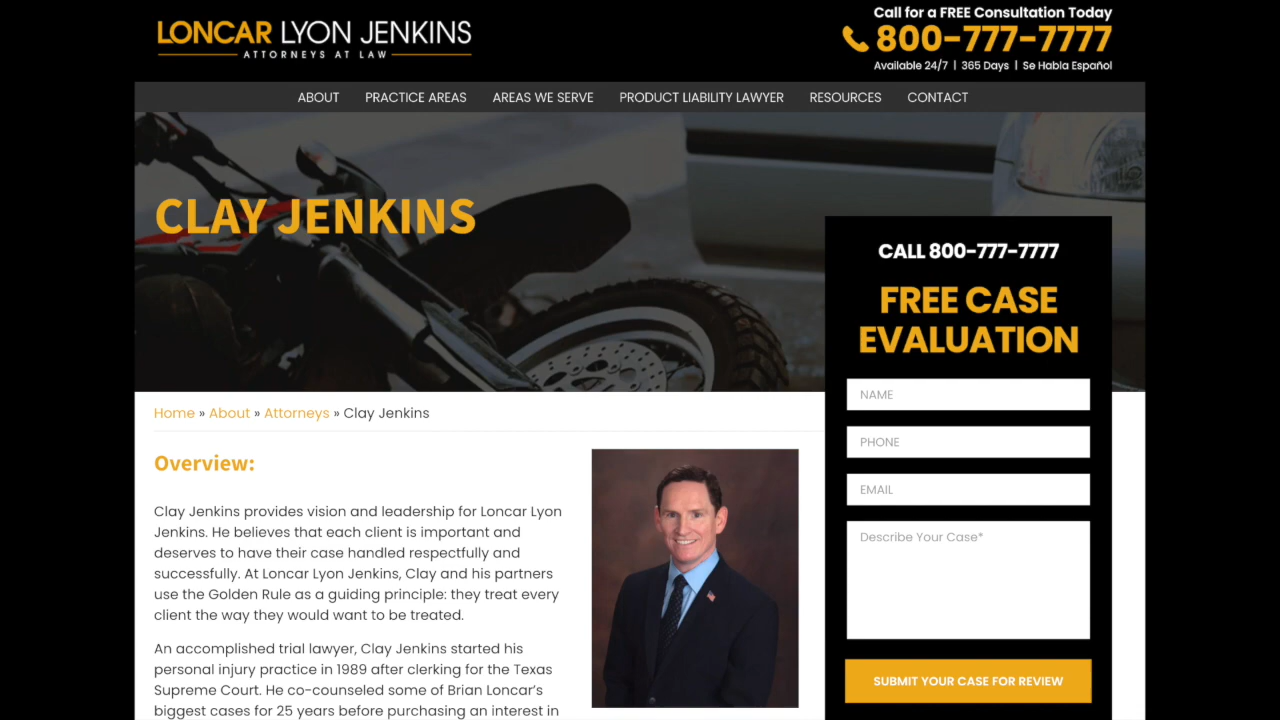 LONCAR LYON JENKINS
ATTORNEYS AT LAW
Call for a FREE Consultation Today
800-777-7777
Available 24/7 | 365 Days | Se Habla Español
ABOUT PRACTICE AREAS AREAS WE SERVE PRODUCT LIABILITY LAWYER RESOURCES CONTACT
CLAY JENKINS
CALL 800-777-7777
FREE CASE
EVALUATION
NAME
PHONE
EMAIL
Describe Your Case*
SUBMIT YOUR CASE FOR REVIEW
Home » About » Attorneys » Clay Jenkins
Overview:
Clay Jenkins provides vision and leadership for Loncar Lyon
Jenkins. He believes that each client is important and
deserves to have their case handled respectfully and
successfully. At Loncar Lyon Jenkins, Clay and his partners
use the Golden Rule as a guiding principle: they treat every
client the way they would want to be treated.
An accomplished trial lawyer, Clay Jenkins started his
personal injury practice in 1989 after clerking for the Texas
Supreme Court. He co-counseled some of Brian Loncar’s
biggest cases for 25 years before purchasing an interest in